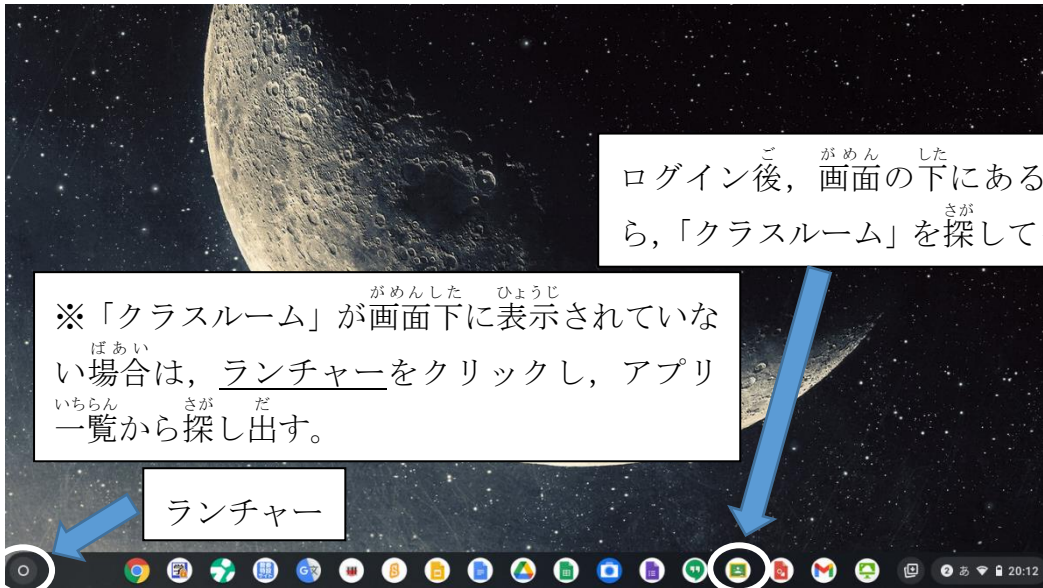 ログイン後，画面の下にある
ら，「クラスルーム」を探して
※「クラスルーム」が画面下に表示されていな
い場合は，ランチャーをクリックし，アプリ
一覧から探し出す。
ランチャー
2 あ 20:12